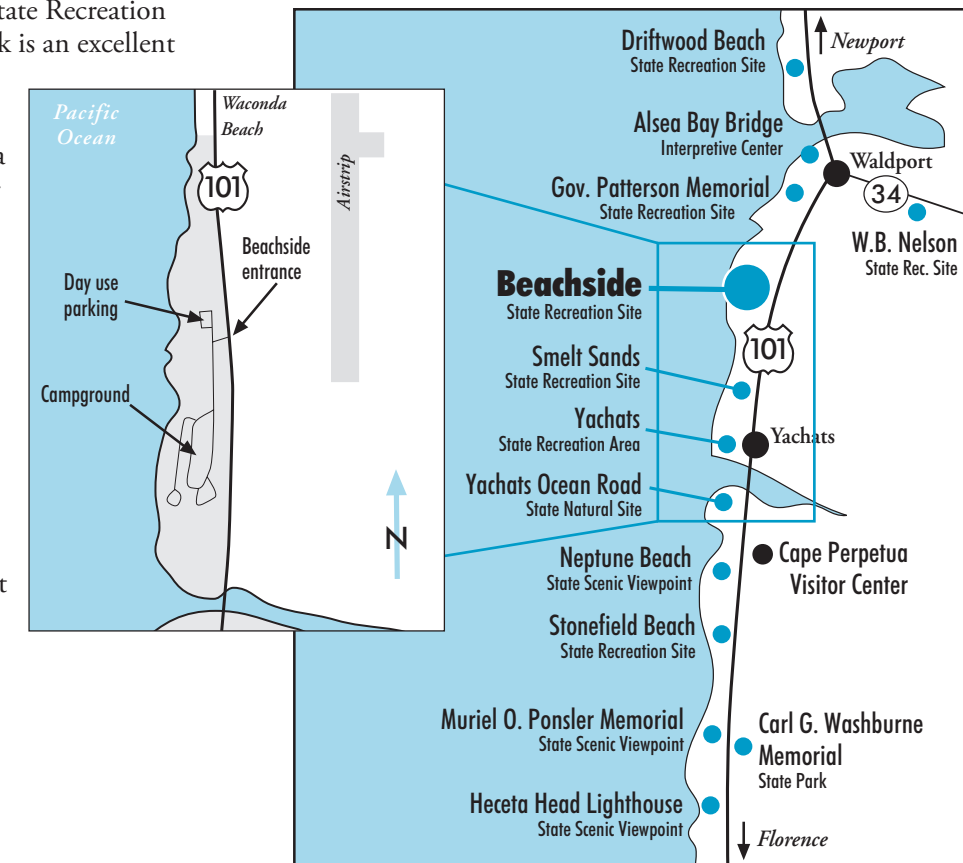 tate Recreation
k is an excellent
a
t
Pacific
Ocean
Waconda
Beach
101
Airstrip
Beachside
entrance
Day use
parking
Campground
N
Newport
Driftwood Beach
State Recreation Site
Alsea Bay Bridge
Interpretive Center
Waldport
34
Gov. Patterson Memorial
State Recreation Site
W.B. Nelson
State Rec. Site
Beachside
State Recreation Site
101
Smelt Sands
State Recreation Site
Yachats
State Recreation Area
Yachats
Yachats Ocean Road
State Natural Site
Neptune Beach
State Scenic Viewpoint
Cape Perpetua
Visitor Center
Stonefield Beach
State Recreation Site
Muriel O. Ponsler Memorial
State Scenic Viewpoint
Carl G. Washburne
Memorial
State Park
Heceta Head Lighthouse
State Scenic Viewpoint
Florence